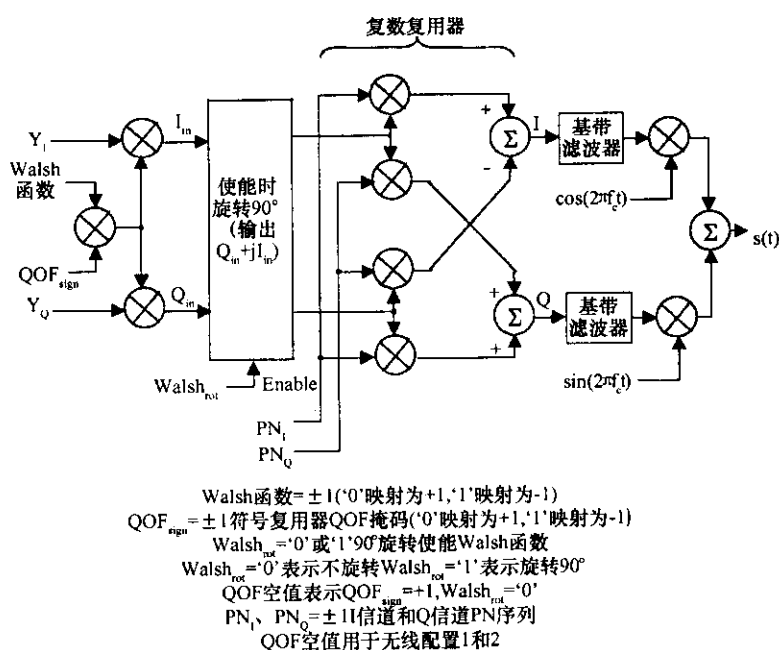 复数复用器
Y_I
I_in
Walsh
函数
QOF_sign
Y_Q
Q_in
使能时
旋转90°
(输出
Q_in+jI_in)
Walsh_rot
Enable
PN_I
PN_Q
+
Σ
I
-
基带
滤波器
cos(2πf_ct)
Σ
s(t)
+
Σ
Q
+
基带
滤波器
sin(2πf_ct)
Walsh函数=±1('0'映射为+1,'1'映射为-1)
QOF_sign=±1符号复用器QOF掩码('0'映射为+1,'1'映射为-1)
Walsh_rot='0'或'1'90°旋转使能Walsh函数
Walsh_rot='0'表示不旋转Walsh_rot='1'表示旋转90°
QOF空值表示QOF_sign=+1,Walsh_rot='0'
PN_I、PN_Q=±1I信道和Q信道PN序列
QOF空值用于无线配置1和2